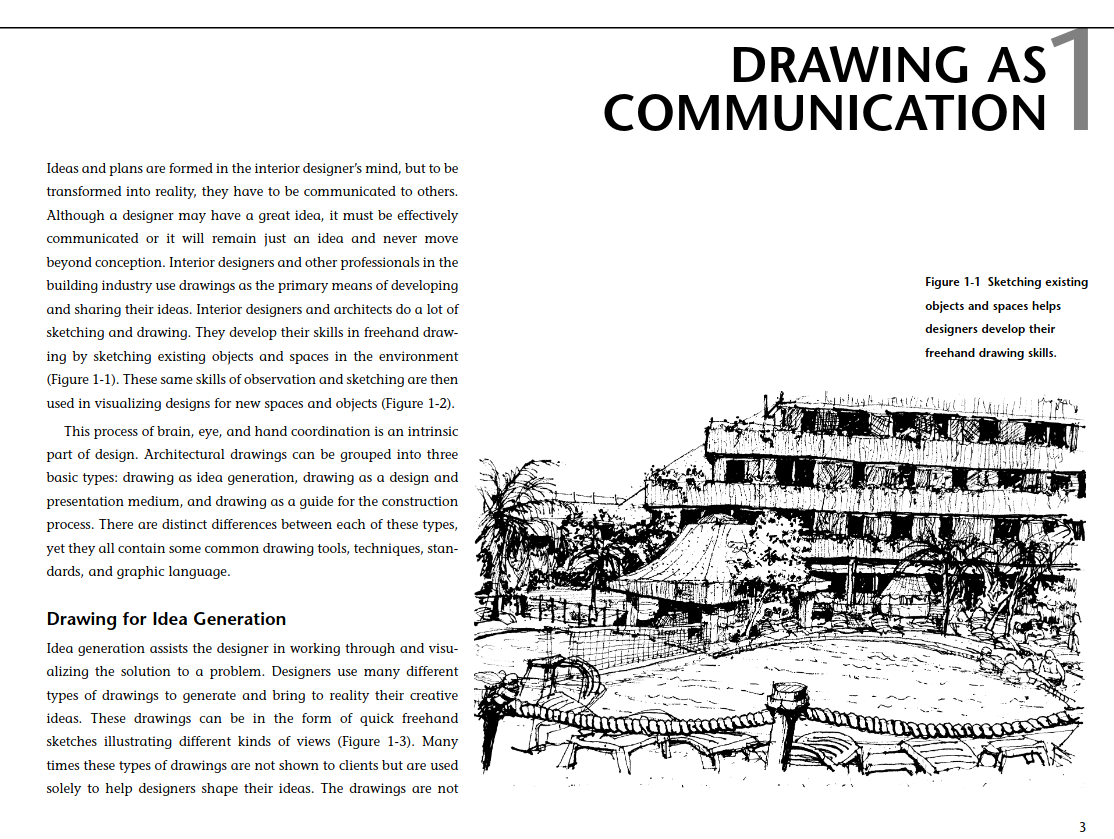 DRAWING AS
COMMUNICATION
1
Ideas and plans are formed in the interior designer’s mind, but to be
transformed into reality, they have to be communicated to others.
Although a designer may have a great idea, it must be effectively
communicated or it will remain just an idea and never move
beyond conception. Interior designers and other professionals in the
building industry use drawings as the primary means of developing
and sharing their ideas. Interior designers and architects do a lot of
sketching and drawing. They develop their skills in freehand draw-
ing by sketching existing objects and spaces in the environment
(Figure 1-1). These same skills of observation and sketching are then
used in visualizing designs for new spaces and objects (Figure 1-2).
This process of brain, eye, and hand coordination is an intrinsic
part of design. Architectural drawings can be grouped into three
basic types: drawing as idea generation, drawing as a design and
presentation medium, and drawing as a guide for the construction
process. There are distinct differences between each of these types,
yet they all contain some common drawing tools, techniques, stan-
dards, and graphic language.
Drawing for Idea Generation
Idea generation assists the designer in working through and visu-
alizing the solution to a problem. Designers use many different
types of drawings to generate and bring to reality their creative
ideas. These drawings can be in the form of quick freehand
sketches illustrating different kinds of views (Figure 1-3). Many
times these types of drawings are not shown to clients but are used
solely to help designers shape their ideas. The drawings are not
Figure 1-1 Sketching existing
objects and spaces helps
designers develop their
freehand drawing skills.
3